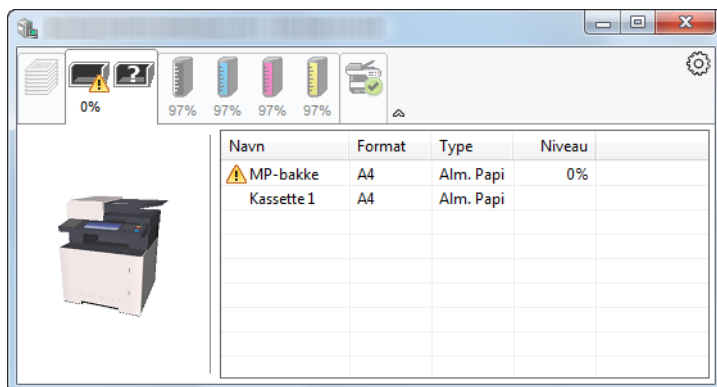 0%
97%
97%
97%
97%
Navn Format Type Niveau
MP-bakke A4 Alm. Papi 0%
Kassette 1 A4 Alm. Papi